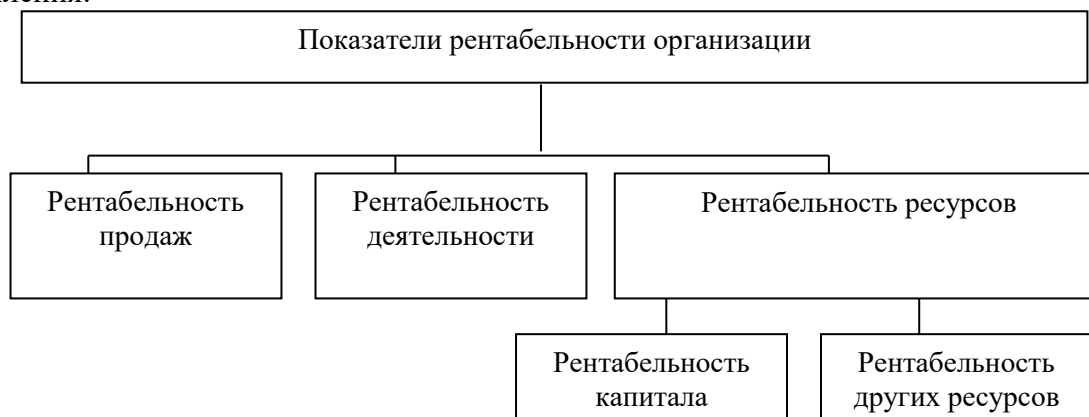 Показатели рентабельности организации
Рентабельность
продаж
Рентабельность
деятельности
Рентабельность ресурсов
Рентабельность
капитала
Рентабельность
других ресурсов